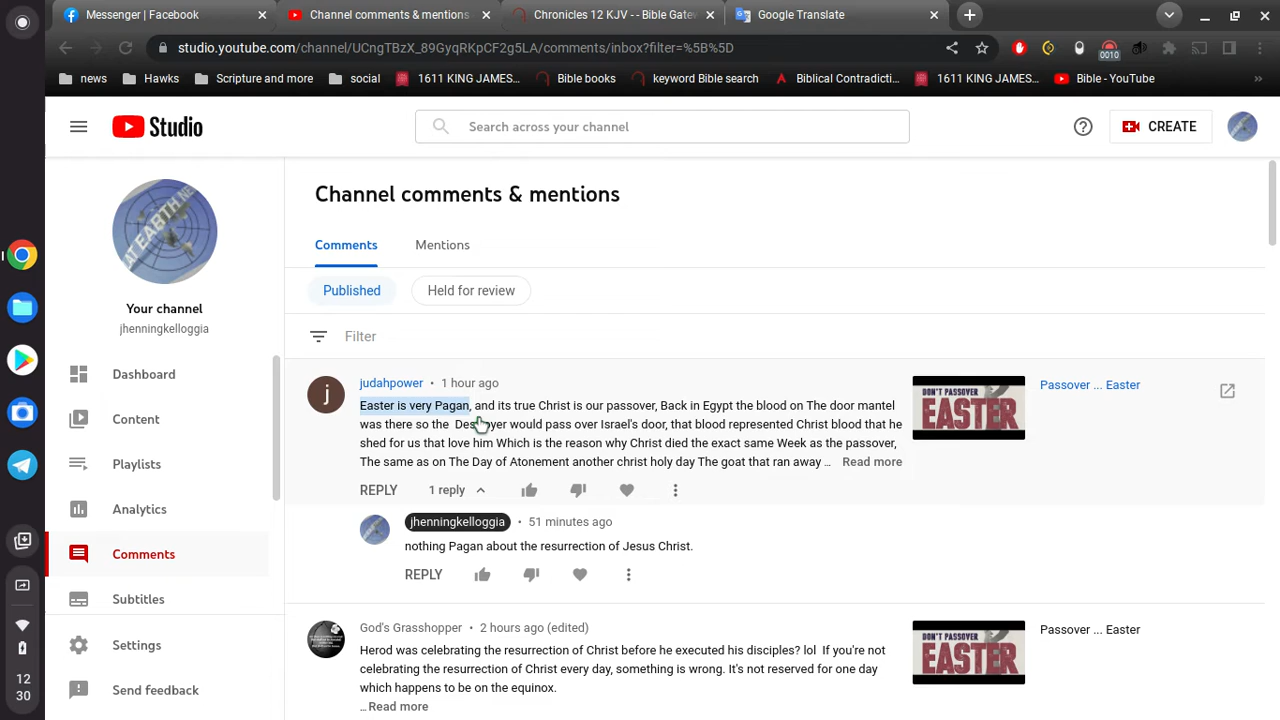 Messenger | Facebook
Channel comments & mentions
Chronicles 12 KJV - - Bible Gatew
Google Translate
studio.youtube.com/channel/UCngTBzX_89GyqRKpCF2g5LA/comments/inbox?filter=%5B%5D
0010
news
Hawks
Scripture and more
social
1611 KING JAMES...
Bible books
keyword Bible search
Biblical Contradicti...
1611 KING JAMES...
Bible - YouTube
Studio
Search across your channel
CREATE
AT EARTH.NE
Your channel
jhenningkelloggia
Dashboard
Content
Playlists
Analytics
Comments
Subtitles
Settings
Send feedback
12
30
Channel comments & mentions
Comments
Mentions
Published
Held for review
Filter
j
judahpower • 1 hour ago
Easter is very Pagan, and its true Christ is our passover, Back in Egypt the blood on The door mantel
was there so the Destroyer would pass over Israel's door, that blood represented Christ blood that he
shed for us that love him Which is the reason why Christ died the exact same Week as the passover,
The same as on The Day of Atonement another christ holy day The goat that ran away ... Read more
DON'T PASSOVER
EASTER
Passover ... Easter
REPLY
1 reply
jhenningkelloggia • 51 minutes ago
nothing Pagan about the resurrection of Jesus Christ.
REPLY
God's Grasshopper • 2 hours ago (edited)
Herod was celebrating the resurrection of Christ before he executed his disciples? lol If you're not
celebrating the resurrection of Christ every day, something is wrong. It's not reserved for one day
which happens to be on the equinox.
...Read more
DON'T PASSOVER
EASTER
Passover ... Easter